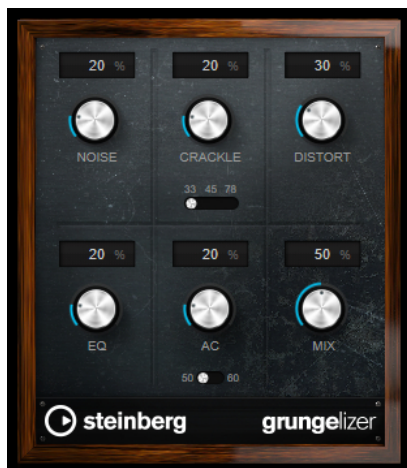 20 % 20 % 30 %
NOISE CRACKLE DISTORT
33 45 78
20 % 20 % 50 %
EQ AC MIX
50 60
steinberg grungelizer